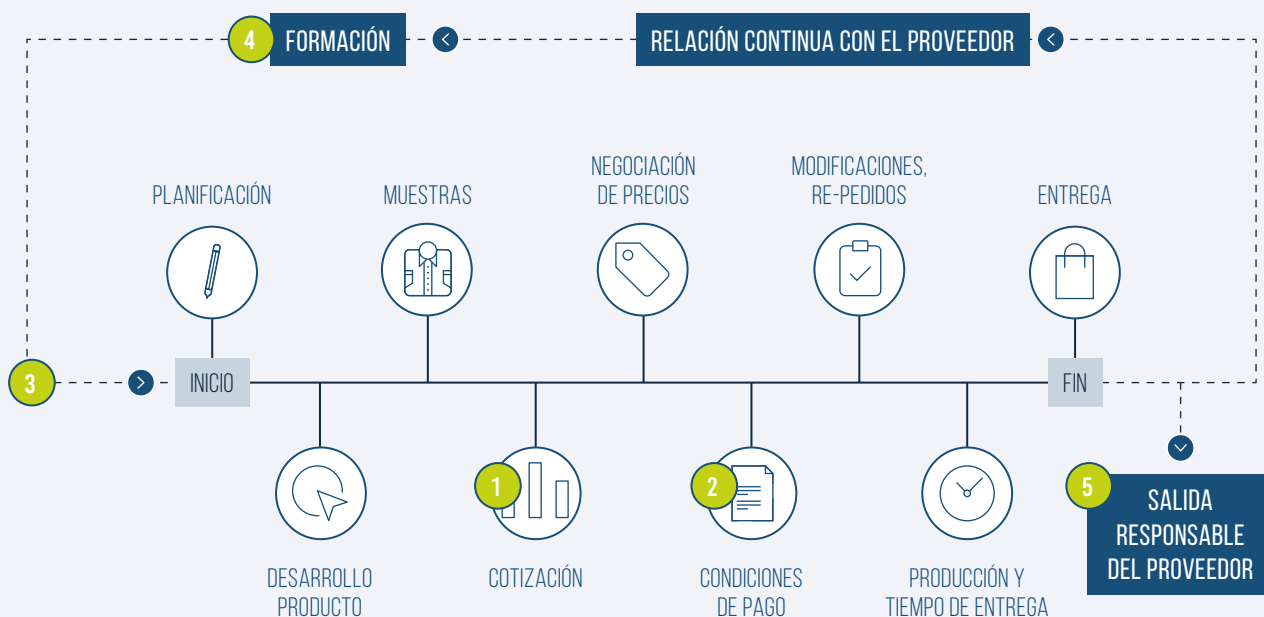 4
FORMACIÓN
RELACIÓN CONTINUA CON EL PROVEEDOR
PLANIFICACIÓN
MUESTRAS
NEGOCIACIÓN
DE PRECIOS
MODIFICACIONES,
RE-PEDIDOS
ENTREGA
3
INICIO
FIN
1
2
5
SALIDA
RESPONSABLE
DEL PROVEEDOR
DESARROLLO
PRODUCTO
COTIZACIÓN
CONDICIONES
DE PAGO
PRODUCCIÓN Y
TIEMPO DE ENTREGA